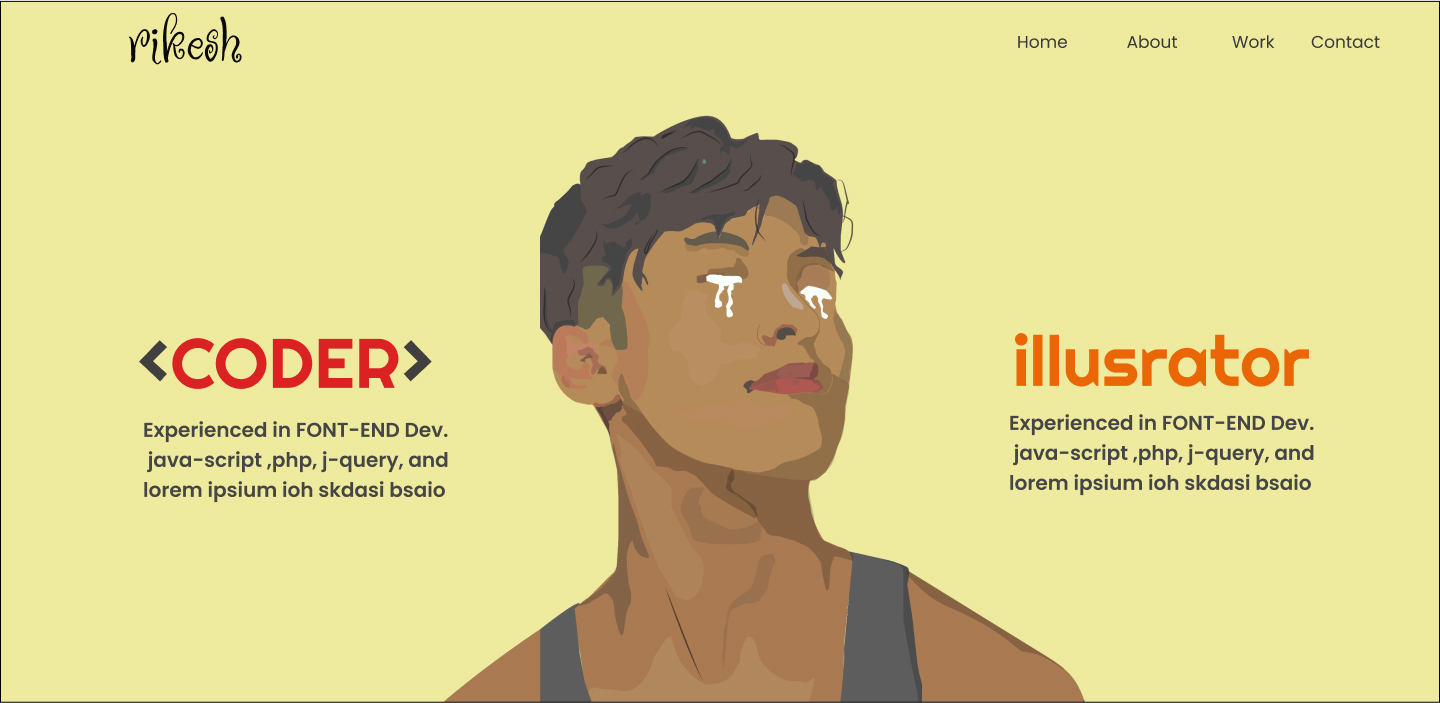 rikesh
Home About Work Contact
<CODER>
Experienced in FONT-END Dev.
java-script ,php, j-query, and
lorem ipsium ioh skdasi bsaio
illusrator
Experienced in FONT-END Dev.
java-script ,php, j-query, and
lorem ipsium ioh skdasi bsaio